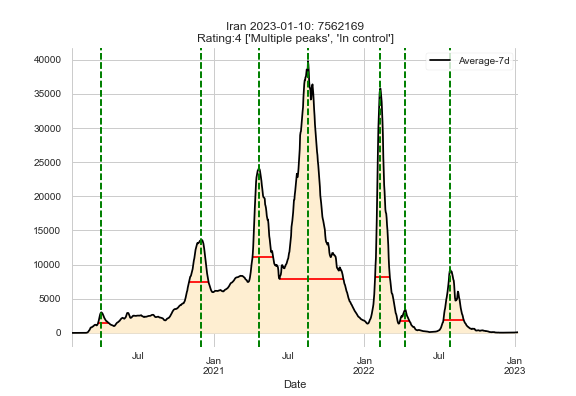 Iran 2023-01-10: 7562169
Rating:4 ['Multiple peaks', 'In control']
Average-7d
40000
35000
30000
25000
20000
15000
10000
5000
0
Jul
Jan
2021
Jul
Jan
2022
Jul
Jan
2023
Date